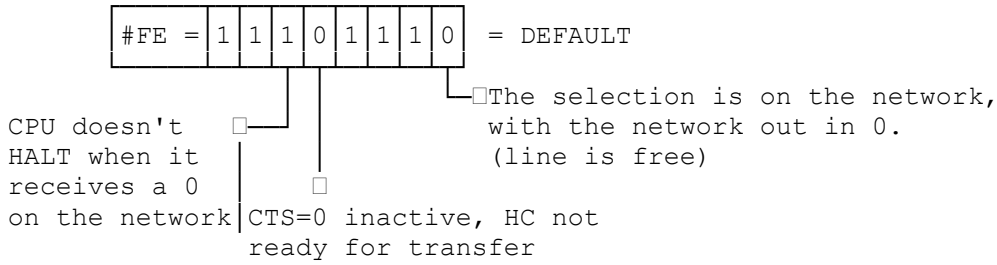 #FE = 1 1 1 0 1 1 1 0 = DEFAULT
The selection is on the network,
CPU doesn't with the network out in 0.
HALT when it (line is free)
receives a 0
on the network CTS=0 inactive, HC not
ready for transfer